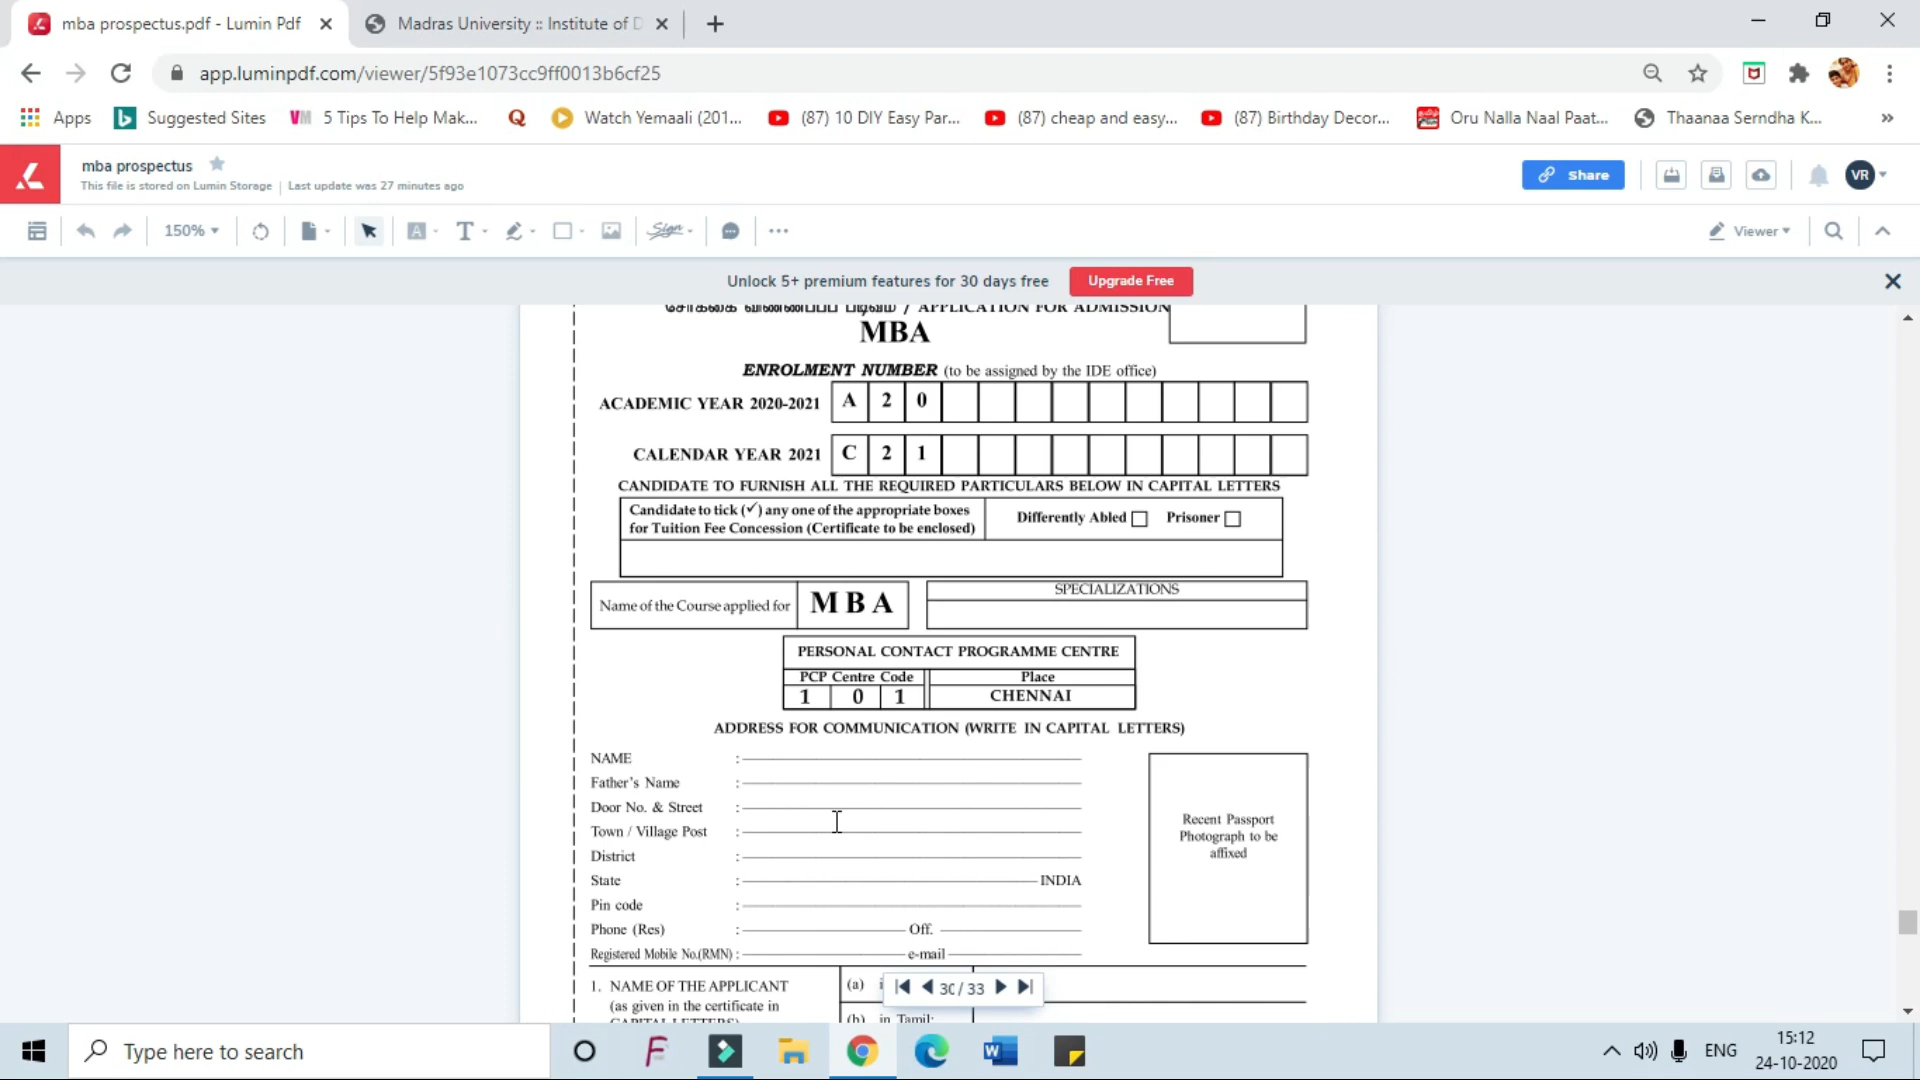 mba prospectus.pdf - Lumin Pdf
Madras University :: Institute of D
app.luminpdf.com/viewer/5f93e1073cc9ff0013b6cf25
Apps
Suggested Sites
VM 5 Tips To Help Mak...
Watch Yemaali (201...
(87) 10 DIY Easy Par...
(87) cheap and easy...
(87) Birthday Decor...
Oru Nalla Naal Paat...
Thaanaa Serndha K...
»
mba prospectus
This file is stored on Lumin Storage | Last update was 27 minutes ago
Share
VR
150%
Sign
Viewer
Unlock 5+ premium features for 30 days free
Upgrade Free
/ APPLICATION FOR ADMISSION
MBA
ENROLMENT NUMBER (to be assigned by the IDE office)
ACADEMIC YEAR 2020-2021 A 2 0
CALENDAR YEAR 2021 C 2 1
CANDIDATE TO FURNISH ALL THE REQUIRED PARTICULARS BELOW IN CAPITAL LETTERS
Candidate to tick (✓) any one of the appropriate boxes
for Tuition Fee Concession (Certificate to be enclosed)
Differently Abled
Prisoner
Name of the Course applied for
M B A
SPECIALIZATIONS
PERSONAL CONTACT PROGRAMME CENTRE
PCP Centre Code Place
1 0 1 CHENNAI
ADDRESS FOR COMMUNICATION (WRITE IN CAPITAL LETTERS)
NAME :
Father's Name :
Door No. & Street :
Town / Village Post :
District :
State : INDIA
Pin code :
Phone (Res) : Off.
Registered Mobile No.(RMN) : e-mail
Recent Passport
Photograph to be
affixed
1. NAME OF THE APPLICANT
(as given in the certificate in
CAPITAL LETTERS)
(a) i
(b) in Tamil:
30 / 33
Type here to search
ENG
15:12
24-10-2020